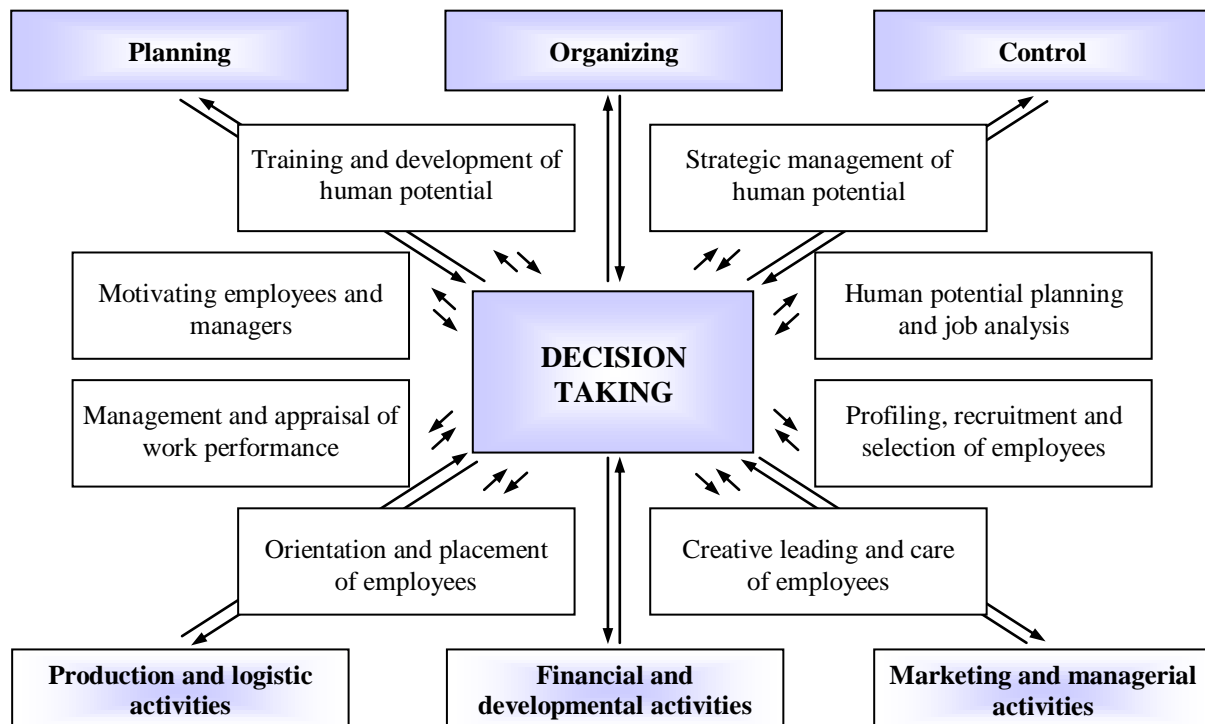 Planning
Organizing
Control
Training and development of
human potential
Strategic management of
human potential
Motivating employees and
managers
Human potential planning
and job analysis
DECISION
TAKING
Management and appraisal of
work performance
Profiling, recruitment and
selection of employees
Orientation and placement
of employees
Creative leading and care
of employees
Production and logistic
activities
Financial and
developmental activities
Marketing and managerial
activities